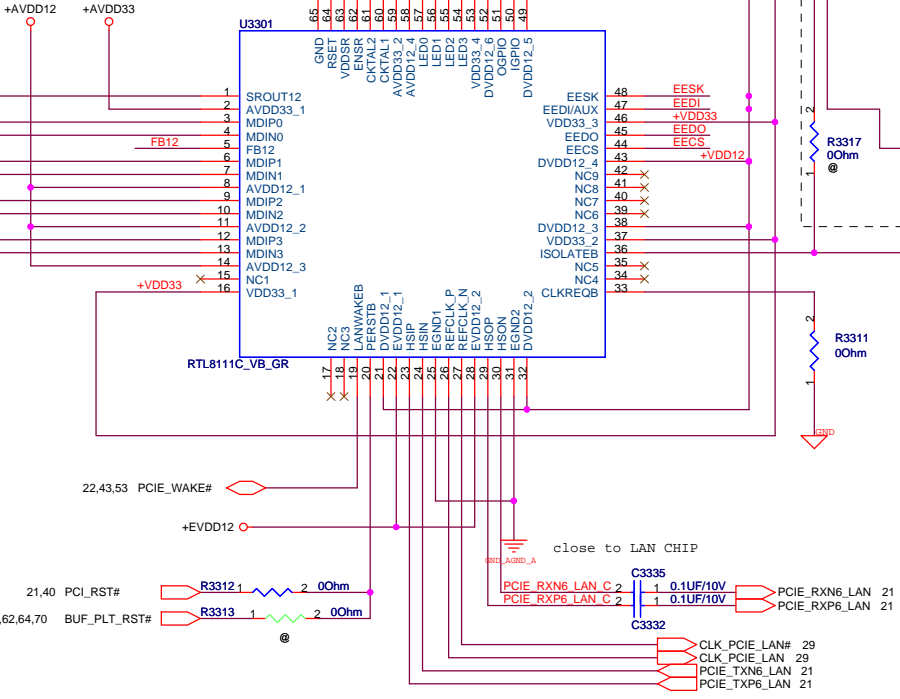 +AVDD12 +AVDD33
U3301
65 64 63 62 61 60 59 58 57 56 55 54 53 52 51 50 49
GND RSET VDDSR ENSR CKTAL2 CKTAL1 AVDD33_2 AVDD12_4 LED0 LED1 LED2 LED3 VDD33_4 DVDD12_6 OGPIO IGPIO DVDD12_5
1 SROUT12 EESK 48 EESK
2 AVDD33_1 EEDI/AUX 47 EEDI
3 MDIP0 VDD33_3 46 +VDD33
4 MDIN0 EEDO 45 EEDO
FB12 5 FB12 EECS 44 EECS
6 MDIP1 DVDD12_4 43 +VDD12
7 MDIN1 NC9 42
8 AVDD12_1 NC8 41
9 MDIP2 NC7 40
10 MDIN2 NC6 39
11 AVDD12_2 DVDD12_3 38
12 MDIP3 VDD33_2 37
13 MDIN3 ISOLATEB 36
14 AVDD12_3 NC5 35
15 NC1 NC4 34
+VDD33 16 VDD33_1 CLKREQB 33
2
R3317
0Ohm
@
1
2
R3311
0Ohm
1
GND
NC2 NC3 LANWAKEB PERSTB DVDD12_1 EVDD12_1 HSIP HSIN EGND1 REFCLK_P REFCLK_N EVDD12_2 HSOP HSON EGND2 DVDD12_2
RTL8111C_VB_GR
17 18 19 20 21 22 23 24 25 26 27 28 29 30 31 32
22,43,53 PCIE_WAKE#
+EVDD12
GND_AGND_A
close to LAN CHIP
21,40 PCI_RST# R3312 1 2 0Ohm
,62,64,70 BUF_PLT_RST# R3313 1 2 0Ohm
@
C3335
PCIE_RXN6_LAN_C 2 1 0.1UF/10V PCIE_RXN6_LAN 21
PCIE_RXP6_LAN_C 2 1 0.1UF/10V PCIE_RXP6_LAN 21
C3332
CLK_PCIE_LAN# 29
CLK_PCIE_LAN 29
PCIE_TXN6_LAN 21
PCIE_TXP6_LAN 21